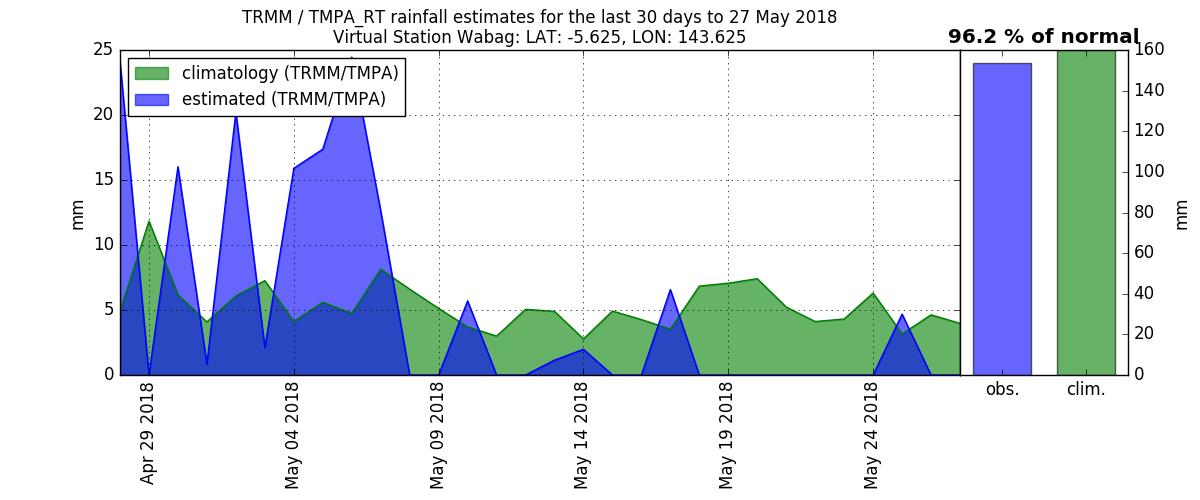 TRMM / TMPA_RT rainfall estimates for the last 30 days to 27 May 2018
Virtual Station Wabag: LAT: -5.625, LON: 143.625
96.2 % of normal
climatology (TRMM/TMPA)
estimated (TRMM/TMPA)
25
20
15
10
5
0
mm
Apr 29 2018
May 04 2018
May 09 2018
May 14 2018
May 19 2018
May 24 2018
160
140
120
100
80
60
40
20
0
mm
obs.
clim.